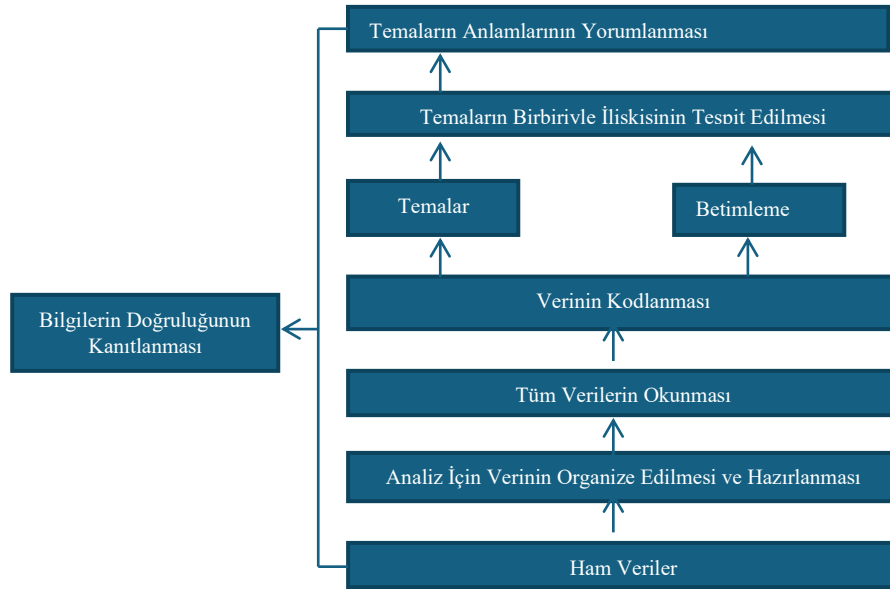 Temaların Anlamlarının Yorumlanması
Temaların Birbiriyle İlişkisinin Tespit Edilmesi
Temalar
Betimleme
Verinin Kodlanması
Bilgilerin Doğruluğunun
Kanıtlanması
Tüm Verilerin Okunması
Analiz İçin Verinin Organize Edilmesi ve Hazırlanması
Ham Veriler